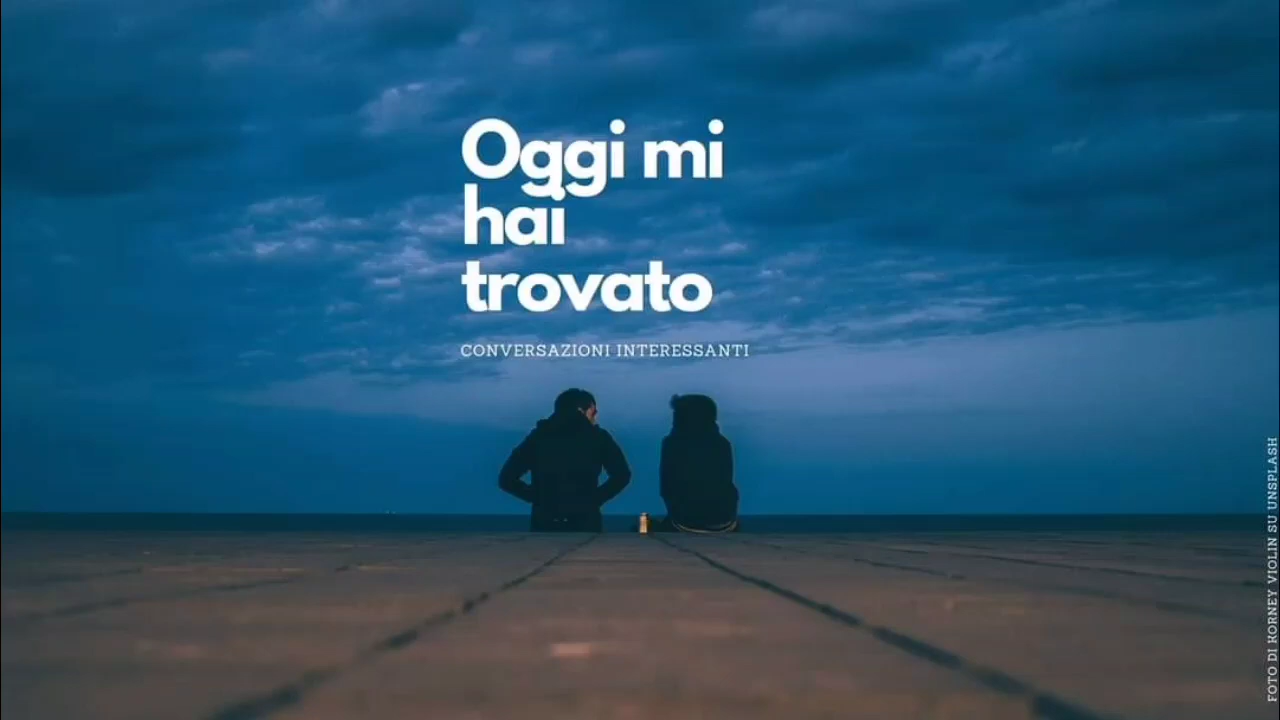 Oggi mi
hai
trovato
CONVERSAZIONI INTERESSANTI
FOTO DI KORNEY VIOLIN SU UNSPLASH